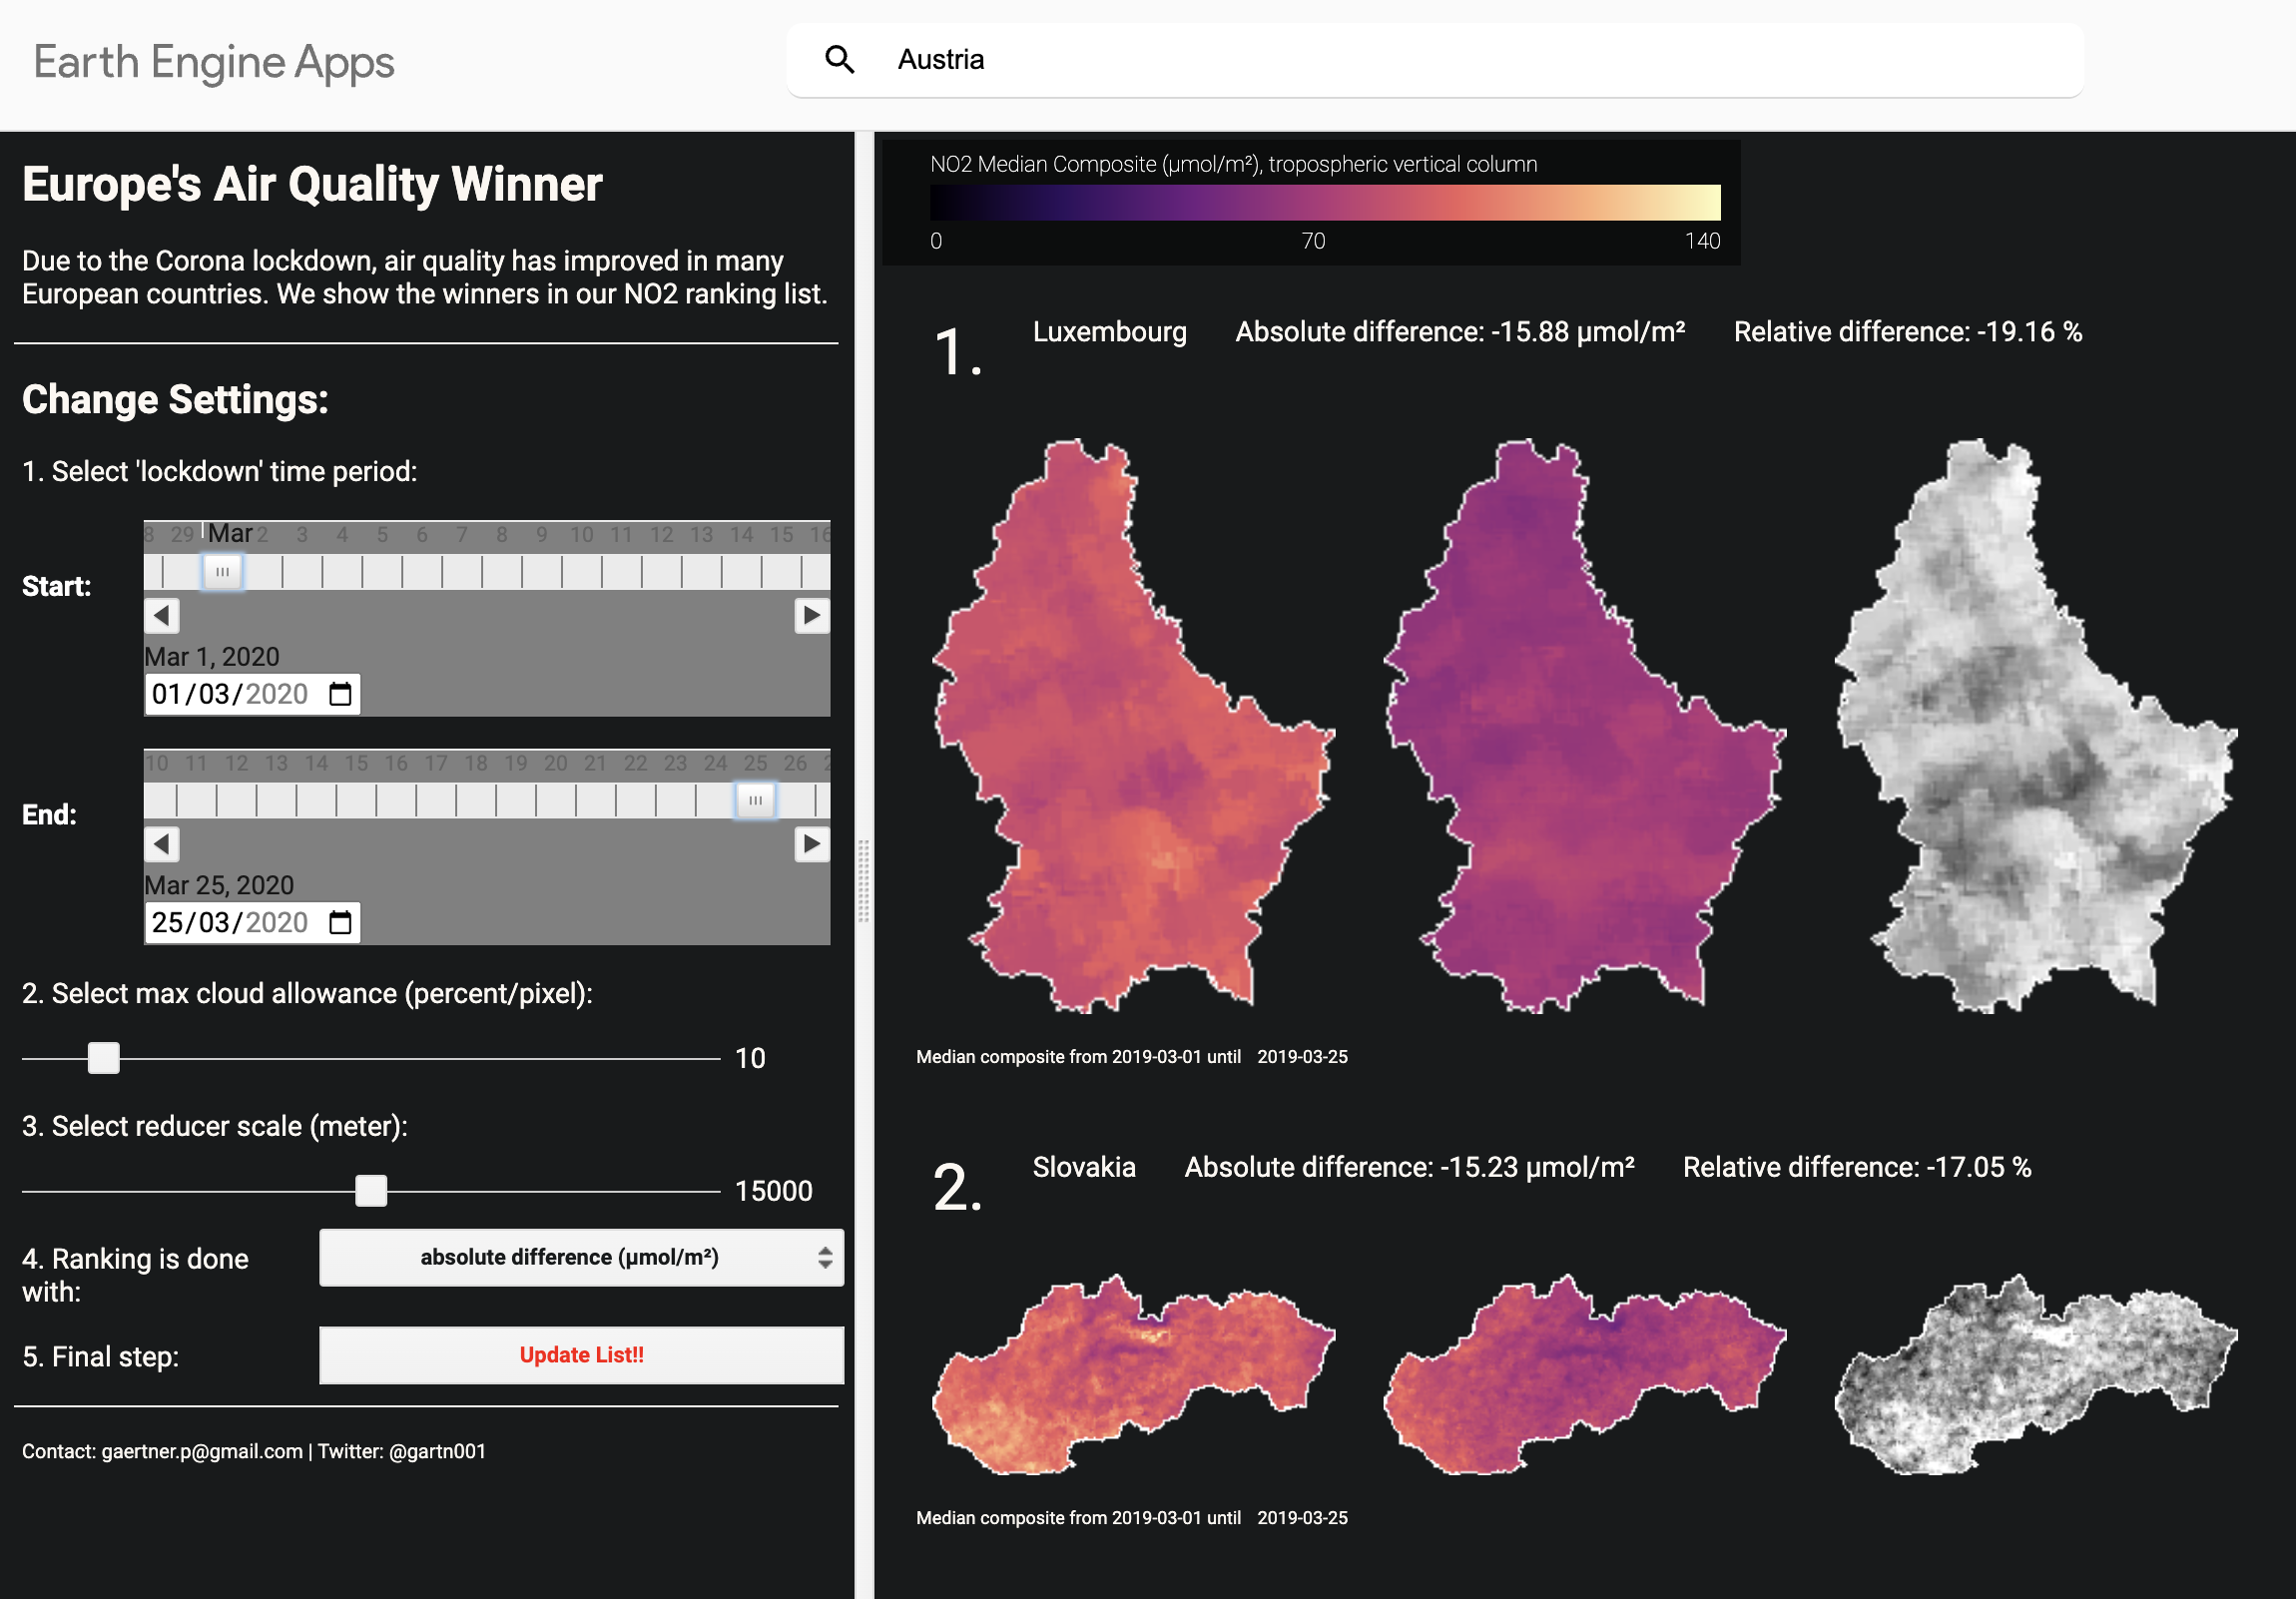 Earth Engine Apps
Austria
Europe's Air Quality Winner
Due to the Corona lockdown, air quality has improved in many
European countries. We show the winners in our NO2 ranking list.
Change Settings:
1. Select 'lockdown' time period:
8 29 Mar 2 3 4 5 6 7 8 9 10 11 12 13 14 15 16
Start:
Mar 1, 2020
01/03/2020
10 11 12 13 14 15 16 17 18 19 20 21 22 23 24 25 26 2
End:
Mar 25, 2020
25/03/2020
2. Select max cloud allowance (percent/pixel):
10
3. Select reducer scale (meter):
15000
4. Ranking is done
with:
absolute difference (μmol/m²)
5. Final step:
Update List!!
Contact: gaertner.p@gmail.com | Twitter: @gartn001
NO2 Median Composite (μmol/m²), tropospheric vertical column
0 70 140
1. Luxembourg Absolute difference: -15.88 μmol/m² Relative difference: -19.16 %
Median composite from 2019-03-01 until 2019-03-25
2. Slovakia Absolute difference: -15.23 μmol/m² Relative difference: -17.05 %
Median composite from 2019-03-01 until 2019-03-25